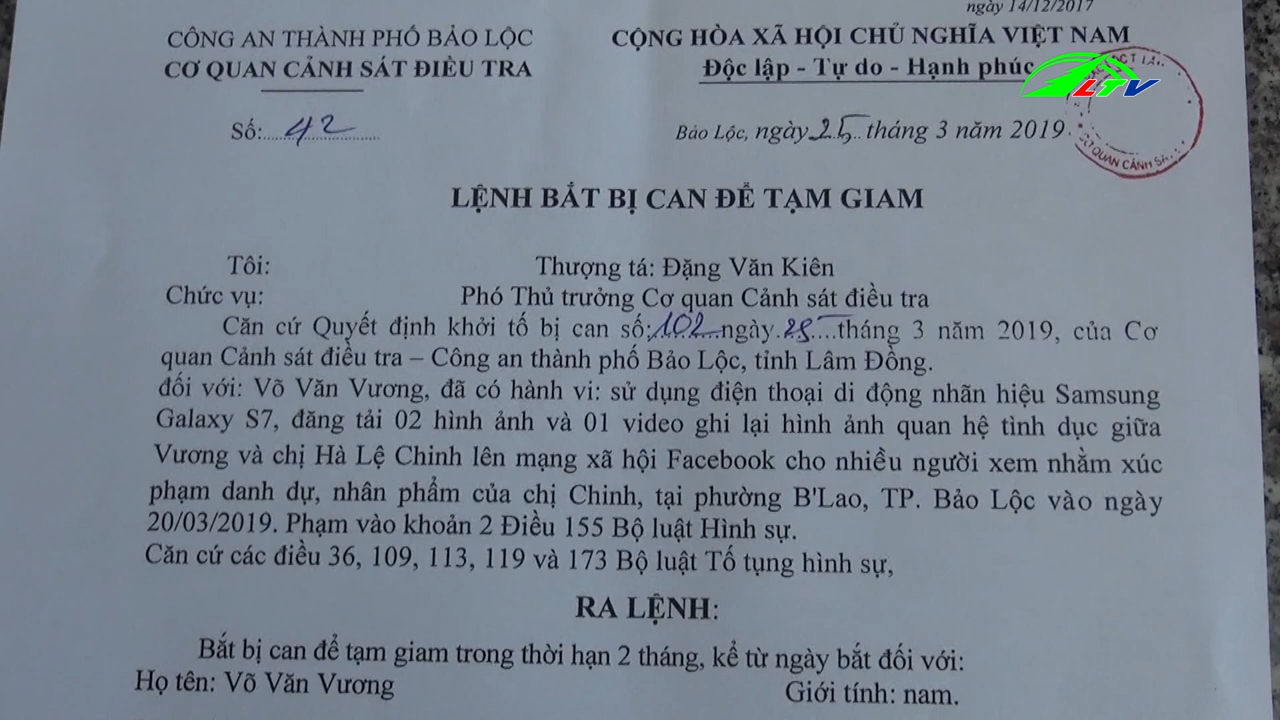 ngày 14/12/2017
CÔNG AN THÀNH PHÓ BẢO LỘC
CƠ QUAN CẢNH SÁT ĐIỀU TRA
CỘNG HÒA XÃ HỘI CHỦ NGHĨA VIỆT NAM
Độc lập - Tự do - Hạnh phúc
LTV
Số: 42
Bảo Lộc, ngày 25 tháng 3 năm 2019
CƠ QUAN CẢNH SÁ
LỆNH BẮT BỊ CAN ĐỂ TẠM GIAM
Tôi: Thượng tá: Đặng Văn Kiên
Chức vụ: Phó Thủ trưởng Cơ quan Cảnh sát điều tra
Căn cứ Quyết định khởi tố bị can số: 102 ngày 25 tháng 3 năm 2019, của Cơ
quan Cảnh sát điều tra – Công an thành phố Bảo Lộc, tỉnh Lâm Đồng.
đối với: Võ Văn Vương, đã có hành vi: sử dụng điện thoại di động nhãn hiệu Samsung
Galaxy S7, đăng tải 02 hình ảnh và 01 video ghi lại hình ảnh quan hệ tình dục giữa
Vương và chị Hà Lệ Chinh lên mạng xã hội Facebook cho nhiều người xem nhằm xúc
phạm danh dự, nhân phẩm của chị Chinh, tại phường B'Lao, TP. Bảo Lộc vào ngày
20/03/2019. Phạm vào khoản 2 Điều 155 Bộ luật Hình sự.
Căn cứ các điều 36, 109, 113, 119 và 173 Bộ luật Tố tụng hình sự,
RA LỆNH:
Bắt bị can để tạm giam trong thời hạn 2 tháng, kể từ ngày bắt đối với:
Họ tên: Võ Văn Vương Giới tính: nam.